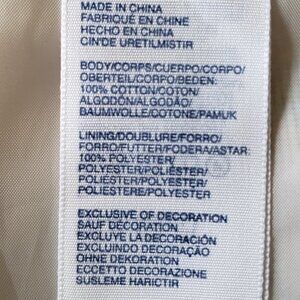 MADE IN CHINA
FABRIQUÉ EN CHINE
HECHO EN CHINA
CIN'DE URETILMISTIR
BODY/CORPS/CUERPO/CORPO/
OBERTEIL/CORPO/BEDEN:
100% COTTON/COTON/
ALGODÓN/ALGODÃO/
BAUMWOLLE/COTONE/PAMUK
LINING/DOUBLURE/FORRO/
FORRO/FUTTER/FODERA/ASTAR:
100% POLYESTER/
POLYESTER/POLIÉSTER/
POLIÉSTER/POLYESTER/
POLIESTERE/POLYESTER
EXCLUSIVE OF DECORATION
SAUF DÉCORATION
EXCLUYE LA DECORACIÓN
EXCLUINDO DECORAÇÃO
OHNE DEKORATION
ECCETTO DECORAZIONE
SUSLEME HARICTIR